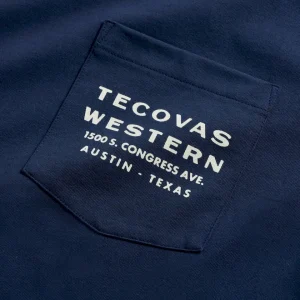 TECOVAS
WESTERN
1500 S. CONGRESS AVE.
AUSTIN - TEXAS